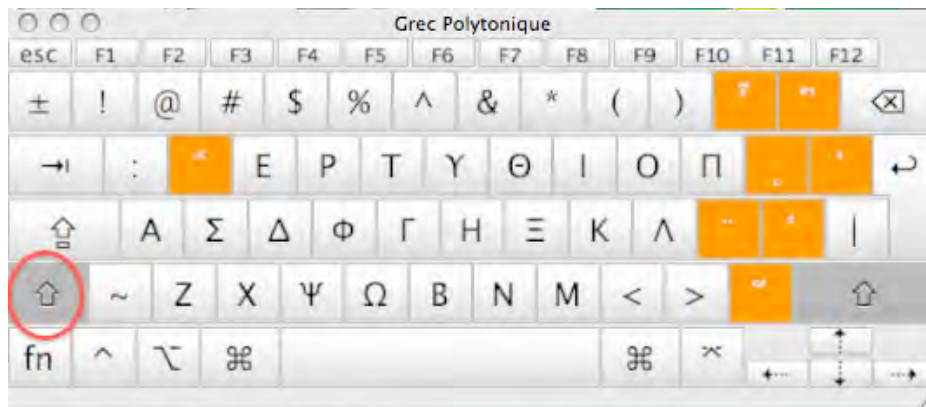 Grec Polytonique
esc F1 F2 F3 F4 F5 F6 F7 F8 F9 F10 F11 F12
± ! @ # $ % ^ & * ( )
: Ε Ρ Τ Υ Θ Ι Ο Π
Α Σ Δ Φ Γ Η Ξ Κ Λ |
~ Ζ Χ Ψ Ω Β Ν Μ < >
fn ^ ⌥ ⌘ ⌘